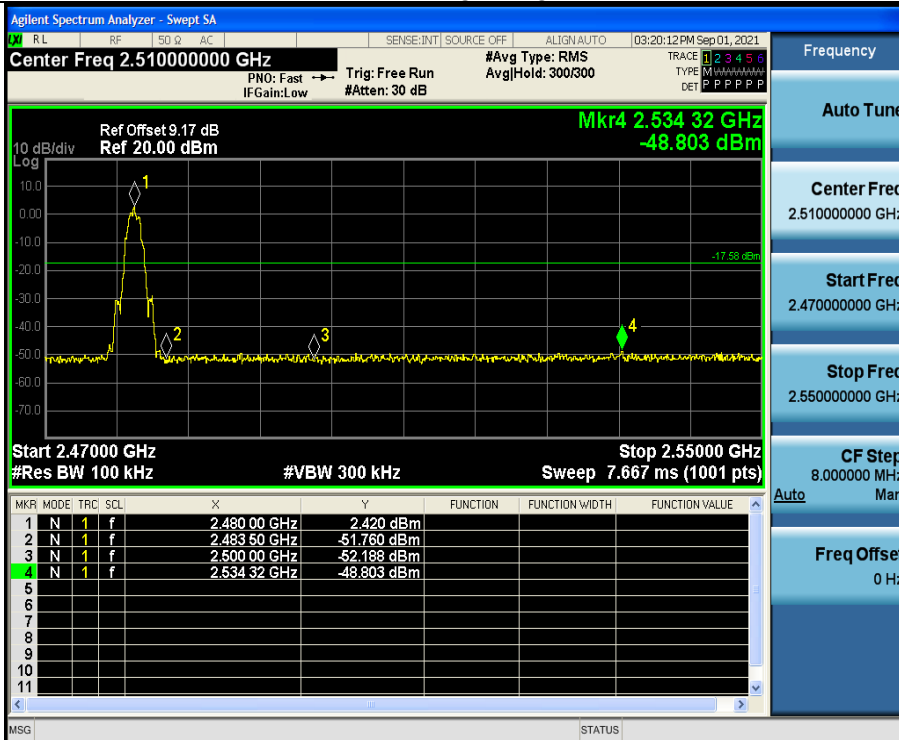 Agilent Spectrum Analyzer - Swept SA
LXI RL RF 50 Ω AC SENSE:INT SOURCE OFF ALIGN AUTO 03:20:12 PM Sep 01, 2021
Center Freq 2.510000000 GHz #Avg Type: RMS TRACE 1 2 3 4 5 6
PNO: Fast Trig: Free Run Avg|Hold: 300/300 TYPE M
IFGain:Low #Atten: 30 dB DET P P P P P P
Mkr4 2.534 32 GHz
-48.803 dBm
Ref Offset 9.17 dB
10 dB/div Ref 20.00 dBm
Log
10.0
0.00
-10.0
-20.0
-30.0
-40.0
-50.0
-60.0
-70.0
1
2
3
4
-17.58 dBm
Start 2.47000 GHz Stop 2.55000 GHz
#Res BW 100 kHz #VBW 300 kHz Sweep 7.667 ms (1001 pts)
MKR MODE TRC SCL X Y FUNCTION FUNCTION WIDTH FUNCTION VALUE
1 N 1 f 2.480 00 GHz 2.420 dBm
2 N 1 f 2.483 50 GHz -51.760 dBm
3 N 1 f 2.500 00 GHz -52.188 dBm
4 N 1 f 2.534 32 GHz -48.803 dBm
5
6
7
8
9
10
11
MSG STATUS
Frequency
Auto Tune
Center Freq
2.510000000 GHz
Start Freq
2.470000000 GHz
Stop Freq
2.550000000 GHz
CF Step
8.000000 MHz
Auto Man
Freq Offset
0 Hz